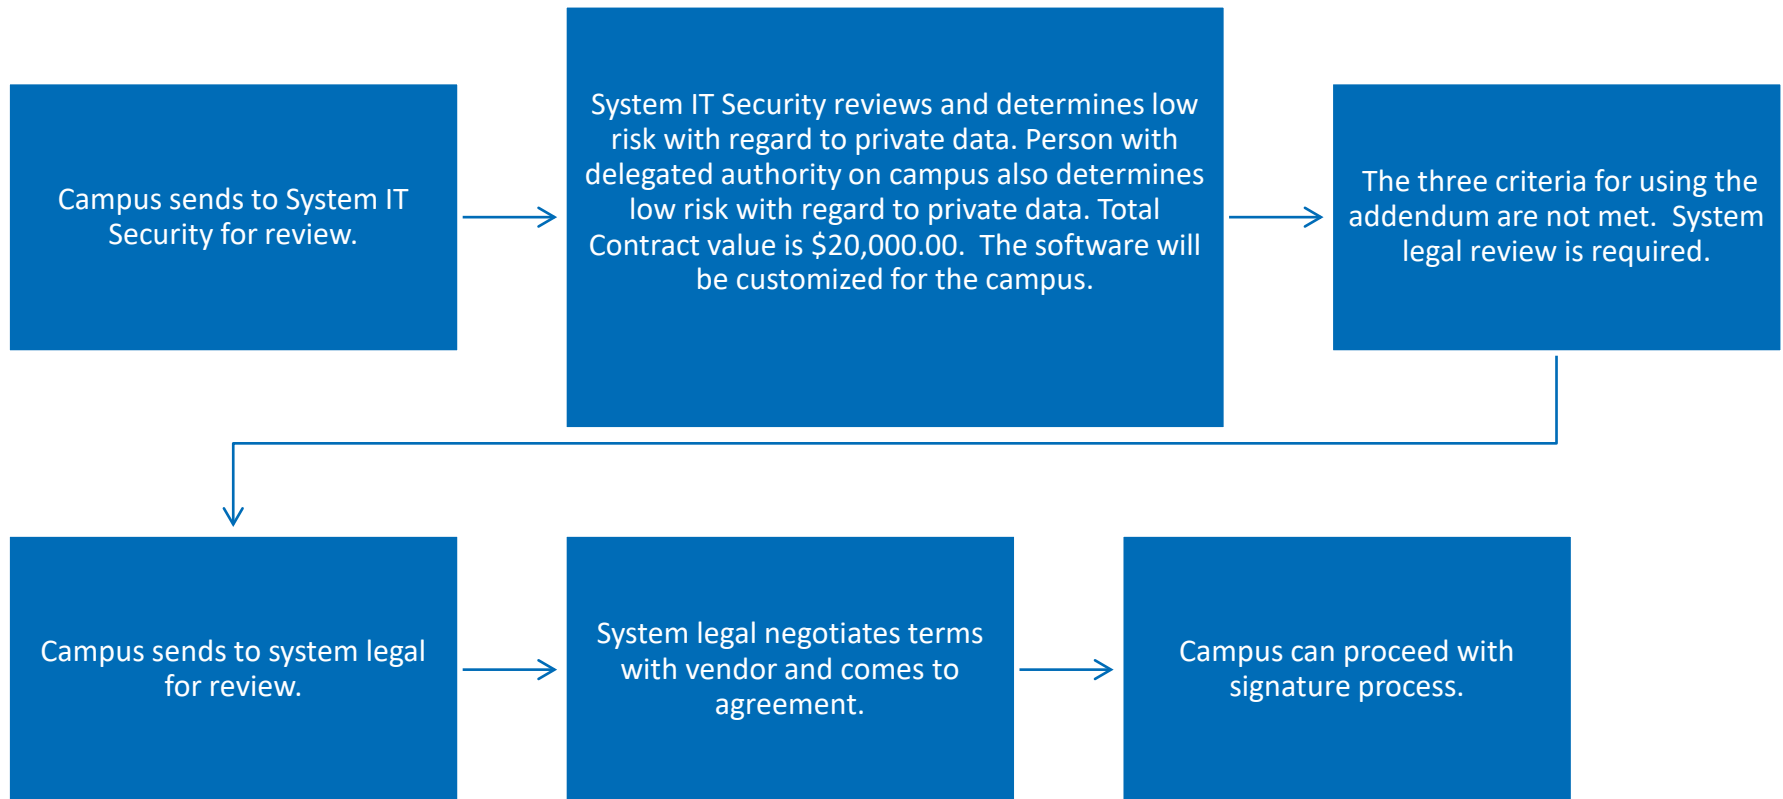 Campus sends to System IT
Security for review.
System IT Security reviews and determines low
risk with regard to private data. Person with
delegated authority on campus also determines
low risk with regard to private data. Total
Contract value is $20,000.00.  The software will
be customized for the campus.
The three criteria for using the
addendum are not met.  System
legal review is required.
Campus sends to system legal
for review.
System legal negotiates terms
with vendor and comes to
agreement.
Campus can proceed with
signature process.